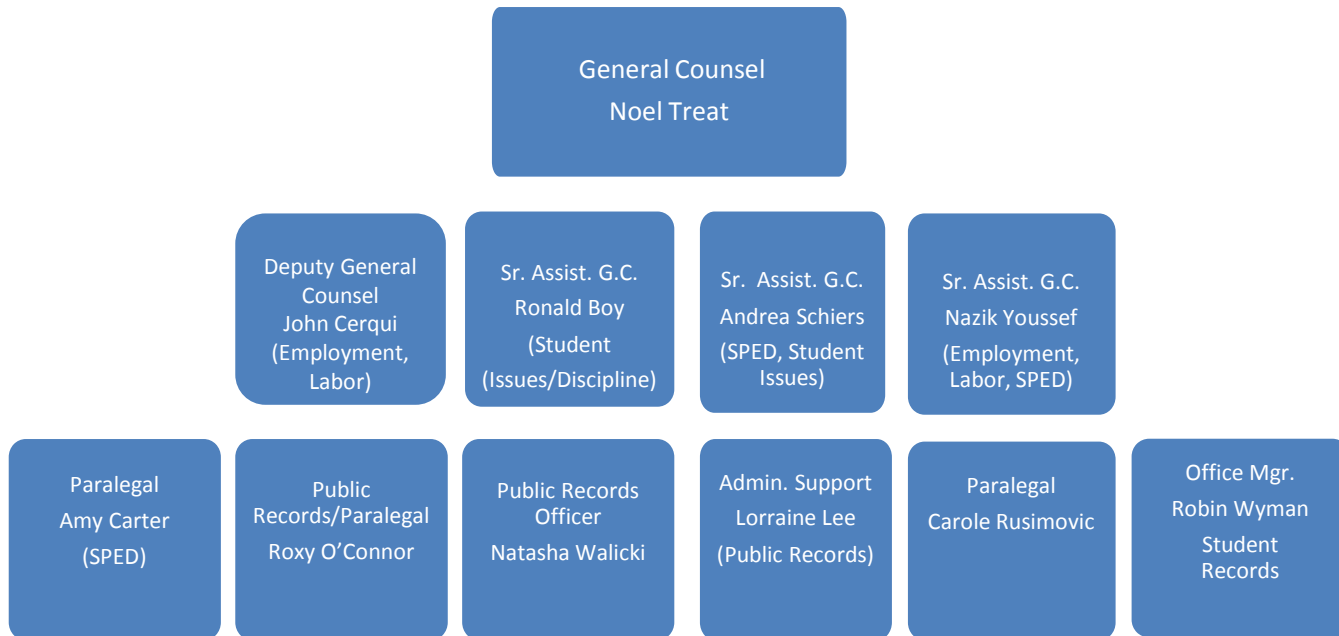 General Counsel
Noel Treat
Deputy General
Counsel
John Cerqui
(Employment,
Labor)
Sr. Assist. G.C.
Ronald Boy
(Student
(Issues/Discipline)
Sr. Assist. G.C.
Andrea Schiers
(SPED, Student
Issues)
Sr. Assist. G.C.
Nazik Youssef
(Employment,
Labor, SPED)
Paralegal
Amy Carter
(SPED)
Public
Records/Paralegal
Roxy O’Connor
Public Records
Officer
Natasha Walicki
Admin. Support
Lorraine Lee
(Public Records)
Paralegal
Carole Rusimovic
Office Mgr.
Robin Wyman
Student
Records